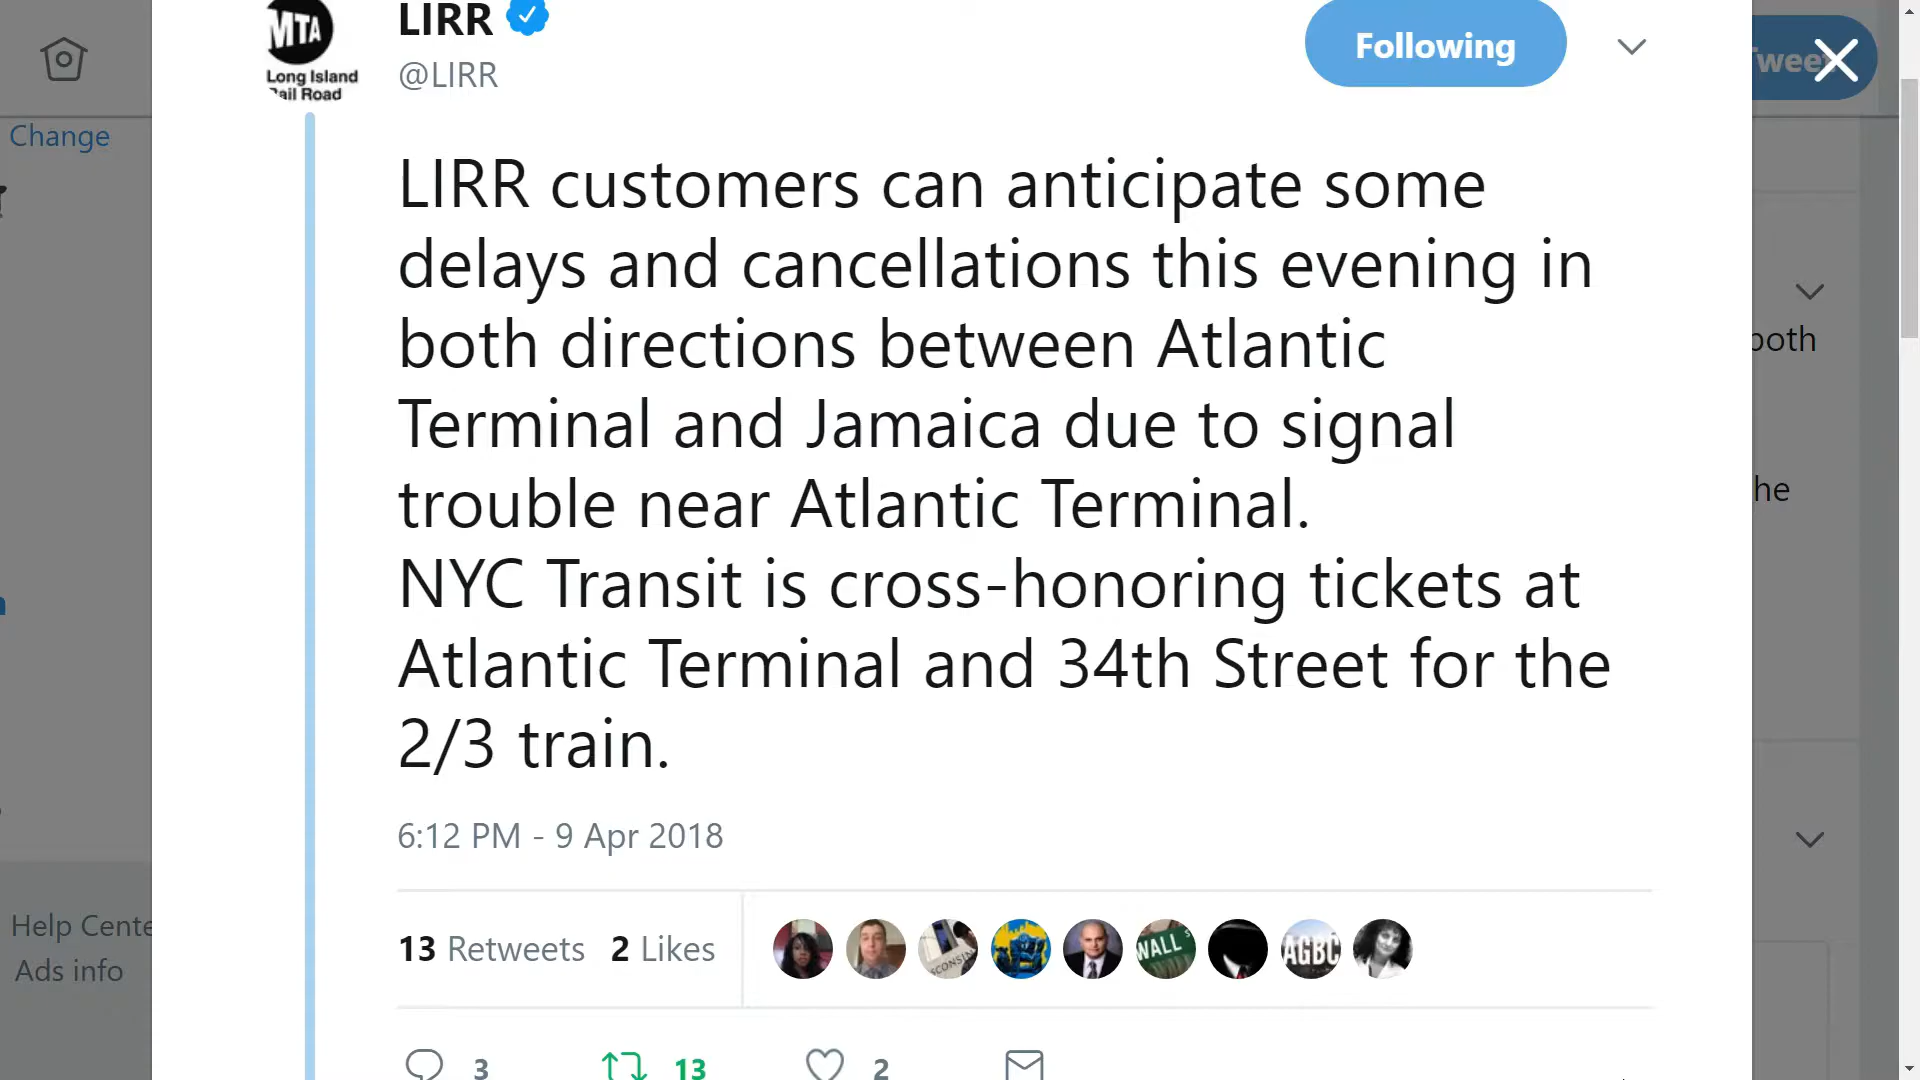 MTA
Long Island
Rail Road
LIRR
@LIRR
Following
Change
LIRR customers can anticipate some
delays and cancellations this evening in
both directions between Atlantic
Terminal and Jamaica due to signal
trouble near Atlantic Terminal.
NYC Transit is cross-honoring tickets at
Atlantic Terminal and 34th Street for the
2/3 train.
both
6:12 PM - 9 Apr 2018
13 Retweets 2 Likes
WALL S
AGBC
Help Cente
Ads info
3 13 2